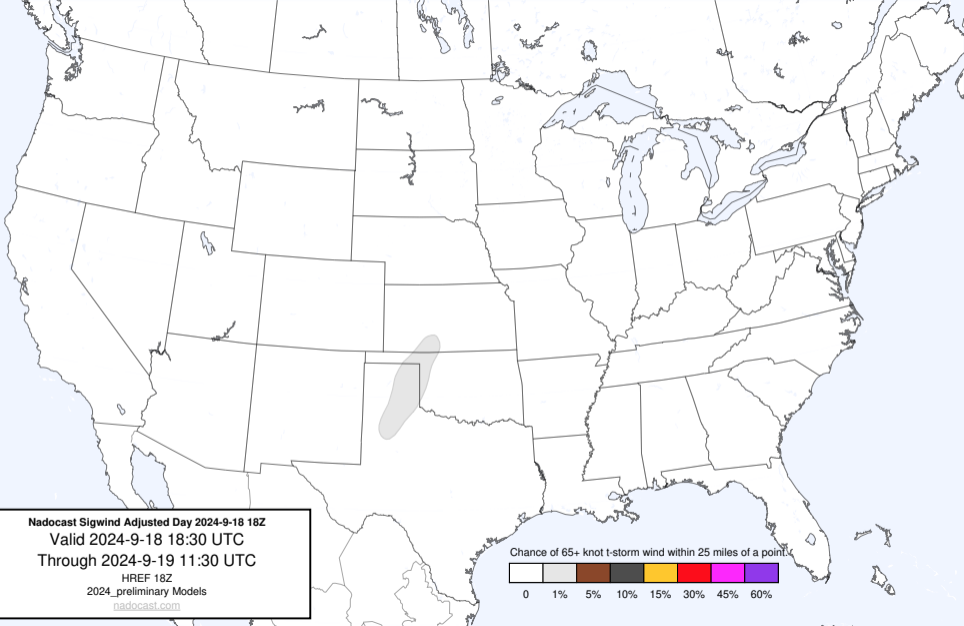 Nadocast Sigwind Adjusted Day 2024-9-18 18Z
Valid 2024-9-18 18:30 UTC
Through 2024-9-19 11:30 UTC
HREF 18Z
2024_preliminary Models
nadocast.com
Chance of 65+ knot t-storm wind within 25 miles of a point.
0 1% 5% 10% 15% 30% 45% 60%